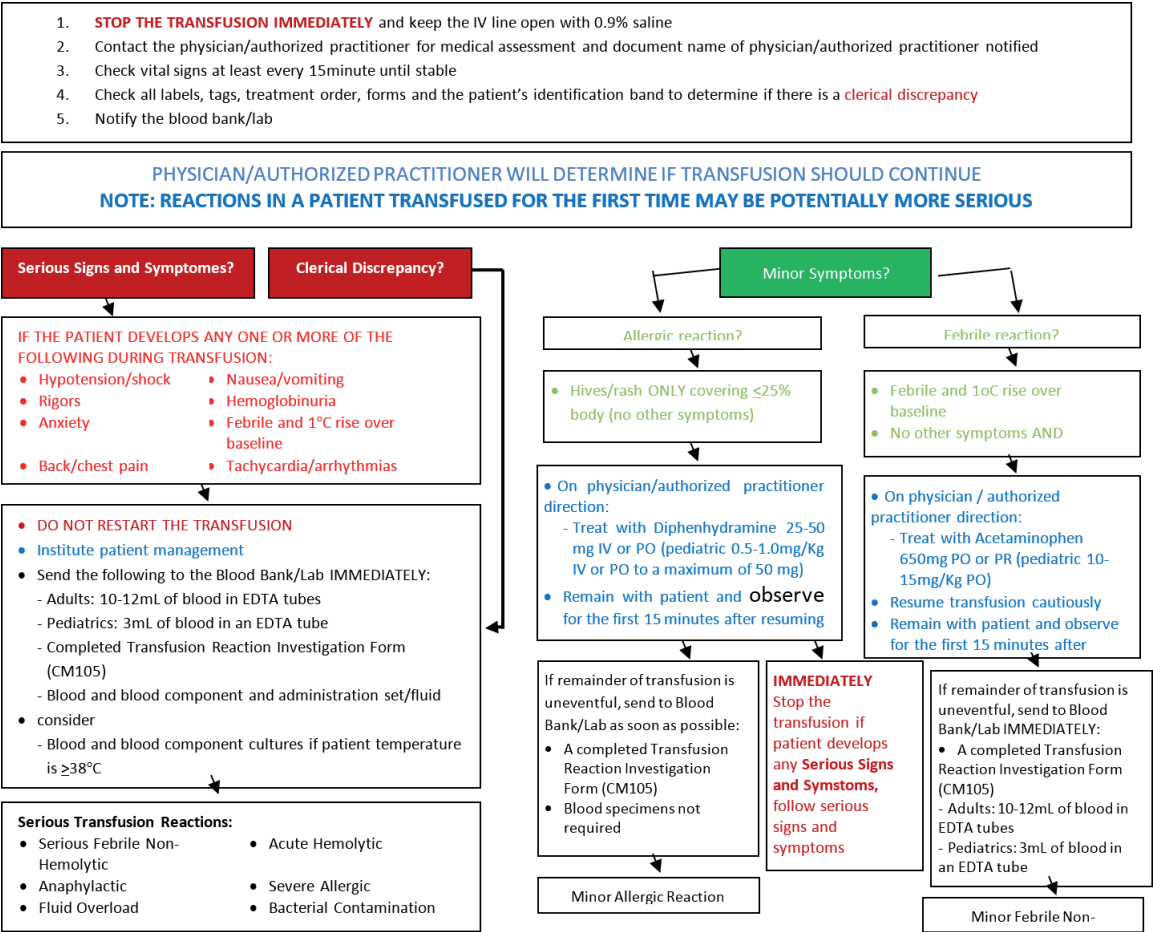 1. STOP THE TRANSFUSION IMMEDIATELY and keep the IV line open with 0.9% saline
2. Contact the physician/authorized practitioner for medical assessment and document name of physician/authorized practitioner notified
3. Check vital signs at least every 15minute until stable
4. Check all labels, tags, treatment order, forms and the patient's identification band to determine if there is a clerical discrepancy
5. Notify the blood bank/lab
PHYSICIAN/AUTHORIZED PRACTITIONER WILL DETERMINE IF TRANSFUSION SHOULD CONTINUE
NOTE: REACTIONS IN A PATIENT TRANSFUSED FOR THE FIRST TIME MAY BE POTENTIALLY MORE SERIOUS
Serious Signs and Symptomes?
Clerical Discrepancy?
IF THE PATIENT DEVELOPS ANY ONE OR MORE OF THE
FOLLOWING DURING TRANSFUSION:
• Hypotension/shock
• Nausea/vomiting
• Rigors
• Hemoglobinuria
• Anxiety
• Febrile and 1°C rise over
baseline
• Back/chest pain
• Tachycardia/arrhythmias
• DO NOT RESTART THE TRANSFUSION
• Institute patient management
• Send the following to the Blood Bank/Lab IMMEDIATELY:
- Adults: 10-12mL of blood in EDTA tubes
- Pediatrics: 3mL of blood in an EDTA tube
- Completed Transfusion Reaction Investigation Form
(CM105)
- Blood and blood component and administration set/fluid
• consider
- Blood and blood component cultures if patient temperature
is ≥38°C
Serious Transfusion Reactions:
• Serious Febrile Non-
Hemolytic
• Acute Hemolytic
• Anaphylactic
• Severe Allergic
• Fluid Overload
• Bacterial Contamination
Minor Symptoms?
Allergic reaction?
• Hives/rash ONLY covering ≤25%
body (no other symptoms)
• On physician/authorized practitioner
direction:
- Treat with Diphenhydramine 25-50
mg IV or PO (pediatric 0.5-1.0mg/Kg
IV or PO to a maximum of 50 mg)
• Remain with patient and observe
for the first 15 minutes after resuming
If remainder of transfusion is
uneventful, send to Blood
Bank/Lab as soon as possible:
• A completed Transfusion
Reaction Investigation
Form (CM105)
• Blood specimens not
required
Minor Allergic Reaction
IMMEDIATELY
Stop the
transfusion if
patient develops
any Serious Signs
and Symstoms,
follow serious
signs and
symptoms
Febrile reaction?
• Febrile and 1oC rise over
baseline
• No other symptoms AND
• On physician / authorized
practitioner direction:
- Treat with Acetaminophen
650mg PO or PR (pediatric 10-
15mg/Kg PO)
• Resume transfusion cautiously
• Remain with patient and observe
for the first 15 minutes after
If remainder of transfusion is
uneventful, send to Blood
Bank/Lab IMMEDIATELY:
• A completed Transfusion
Reaction Investigation Form
(CM105)
- Adults: 10-12mL of blood in
EDTA tubes
- Pediatrics: 3mL of blood in
an EDTA tube
Minor Febrile Non-